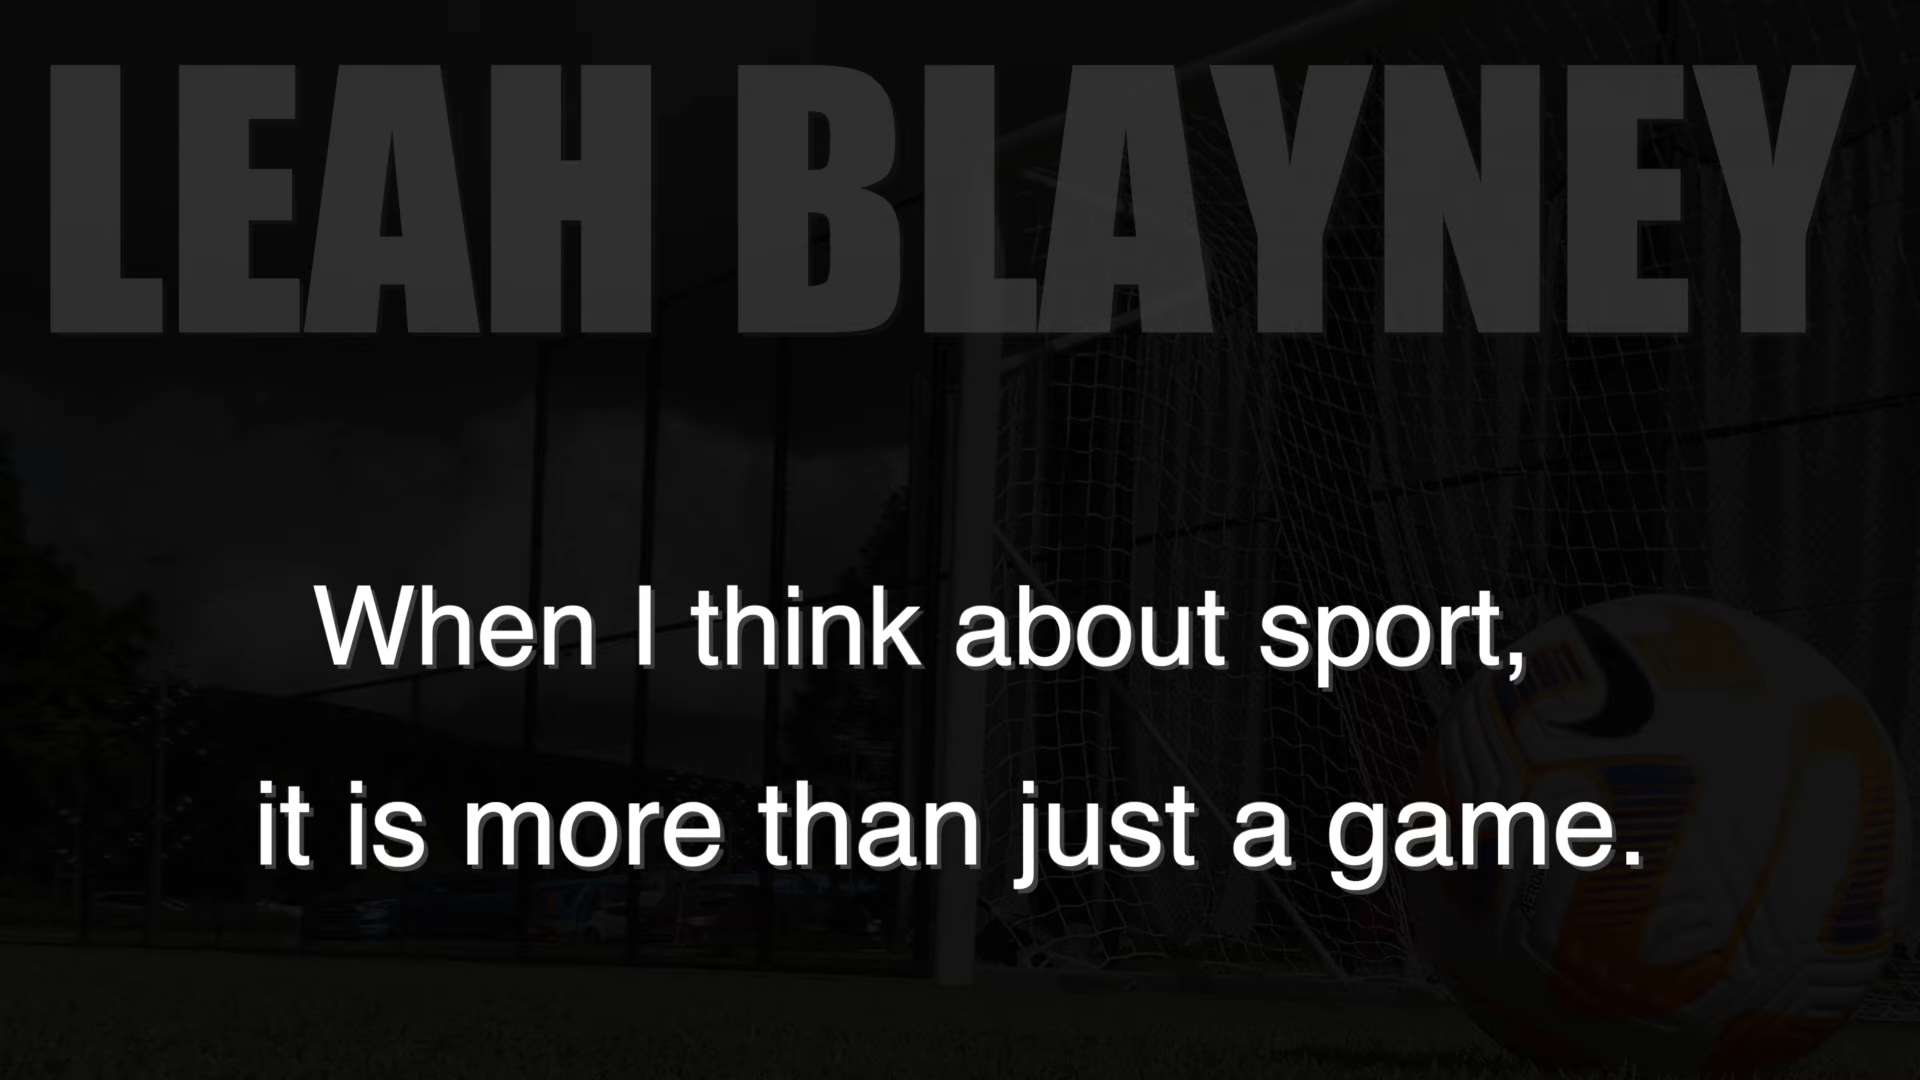 LEAH BLAYNEY
When I think about sport,
it is more than just a game.